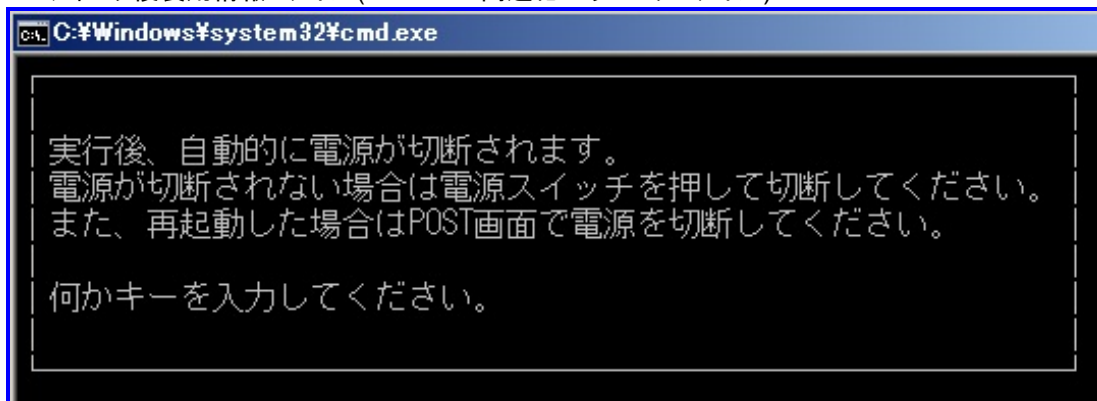 C:¥Windows¥system32¥cmd.exe
実行後、自動的に電源が切断されます。
電源が切断されない場合は電源スイッチを押して切断してください。
また、再起動した場合はPOST画面で電源を切断してください。
何かキーを入力してください。